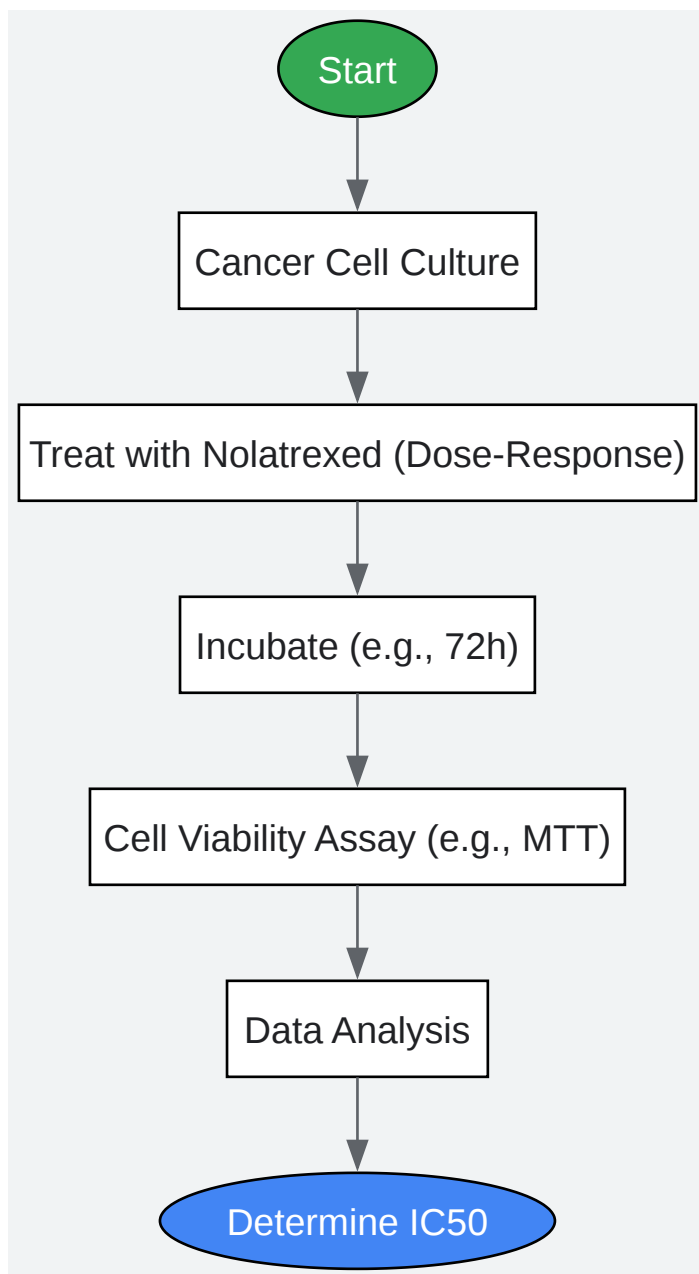 Start
Cancer Cell Culture
Treat with Nolatrexed (Dose-Response)
Incubate (e.g., 72h)
Cell Viability Assay (e.g., MTT)
Data Analysis
Determine IC50